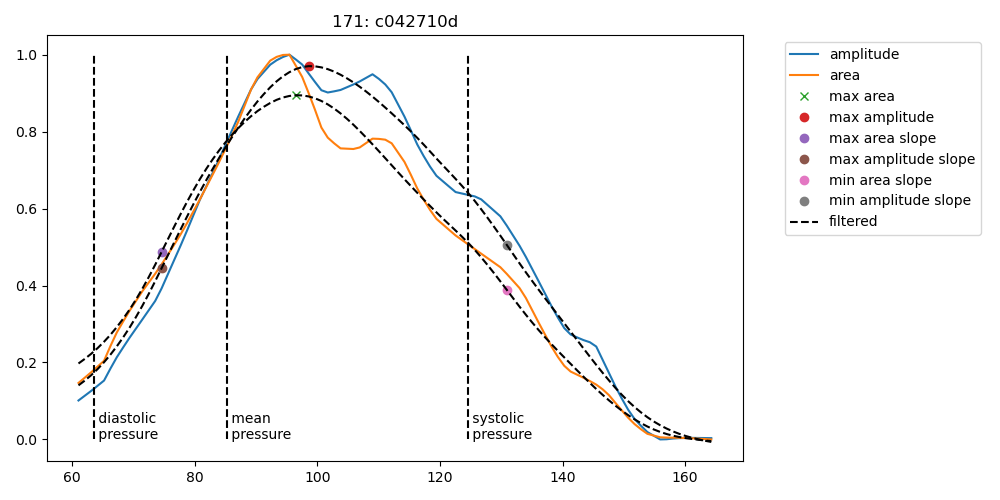 171: c042710d
1.0
0.8
0.6
0.4
0.2
0.0
diastolic
pressure
mean
pressure
systolic
pressure
60
80
100
120
140
160
amplitude
area
max area
max amplitude
max area slope
max amplitude slope
min area slope
min amplitude slope
filtered